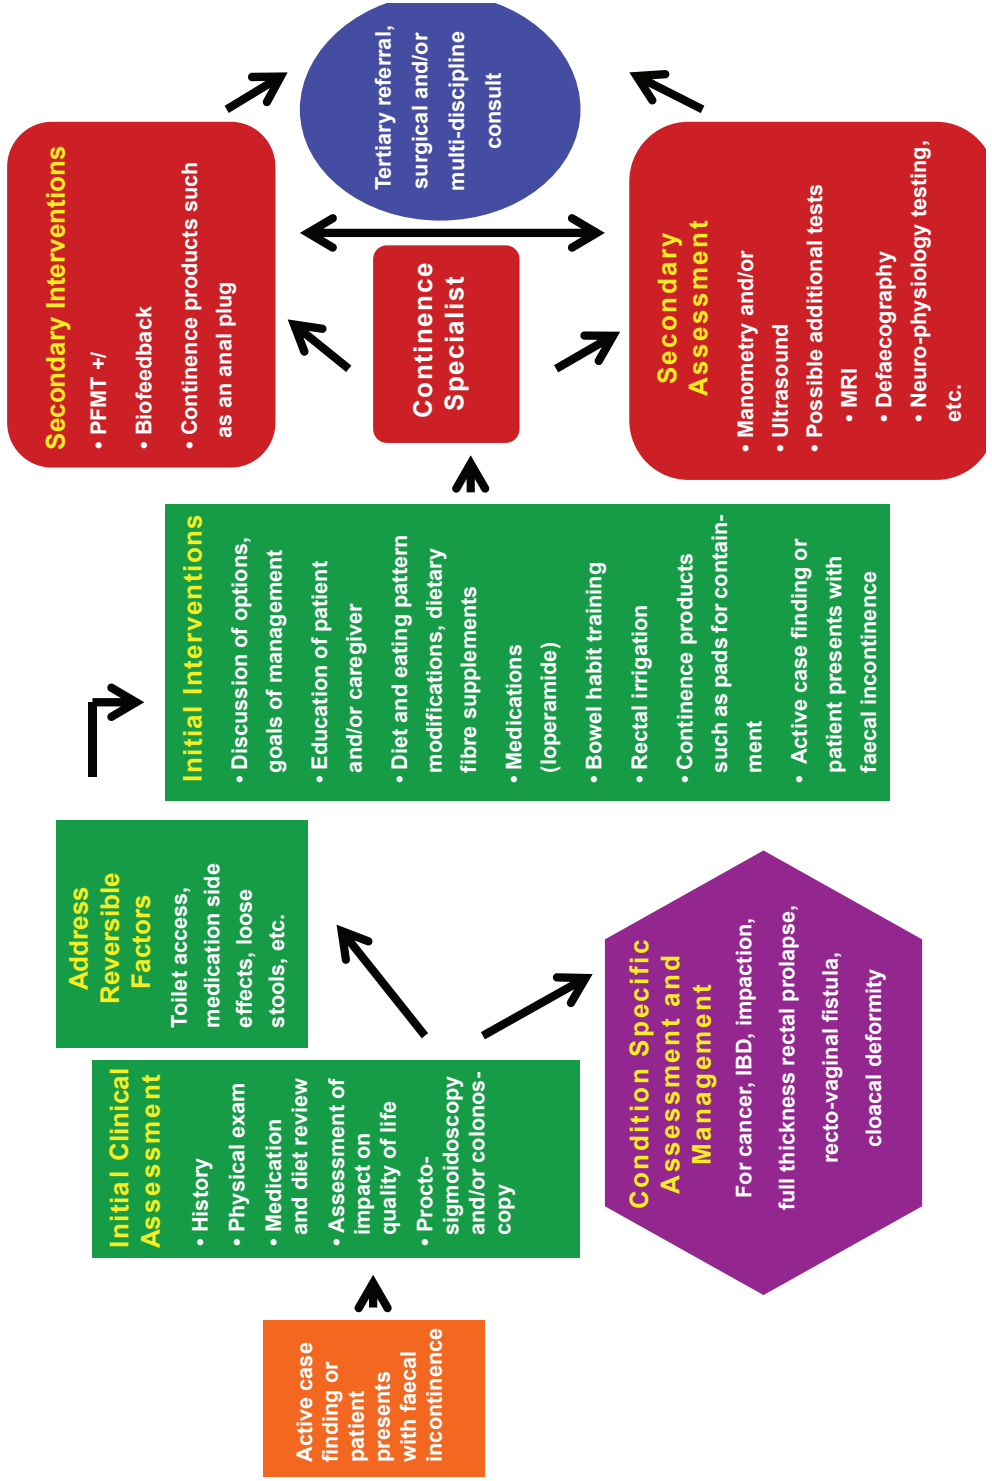 Active case
finding or
patient
presents
with faecal
incontinence
Initial Clinical
Assessment
• History
• Physical exam
• Medication
and diet review
• Assessment of
impact on
quality of life
• Procto-
sigmoidoscopy
and/or colonos-
copy
Address
Reversible
Factors
Toilet access,
medication side
effects, loose
stools, etc.
Condition Specific
Assessment and
Management
For cancer, IBD, impaction,
full thickness rectal prolapse,
recto-vaginal fistula,
cloacal deformity
Initial Interventions
• Discussion of options,
goals of management
• Education of patient
and/or caregiver
• Diet and eating pattern
modifications, dietary
fibre supplements
• Medications
(loperamide)
• Bowel habit training
• Rectal irrigation
• Continence products
such as pads for contain-
ment
• Active case finding or
patient presents with
faecal incontinence
Continence
Specialist
Secondary Interventions
• PFMT +/
• Biofeedback
• Continence products such
as an anal plug
Secondary
Assessment
• Manometry and/or
• Ultrasound
• Possible additional tests
• MRI
• Defaecography
• Neuro-physiology testing,
etc.
Tertiary referral,
surgical and/or
multi-discipline
consult